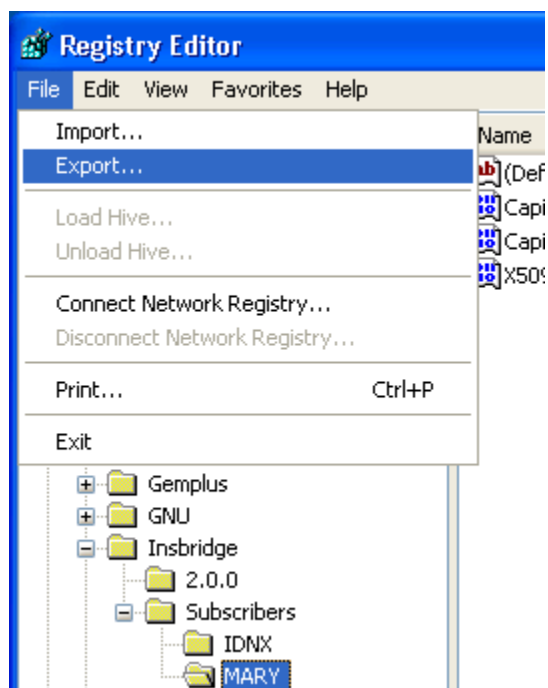 Registry Editor
File Edit View Favorites Help
Import...
Export...
Load Hive...
Unload Hive...
Connect Network Registry...
Disconnect Network Registry...
Print... Ctrl+P
Exit
Name
(Def
Capi
Capi
X509
Gemplus
GNU
Insbridge
2.0.0
Subscribers
IDNX
MARY